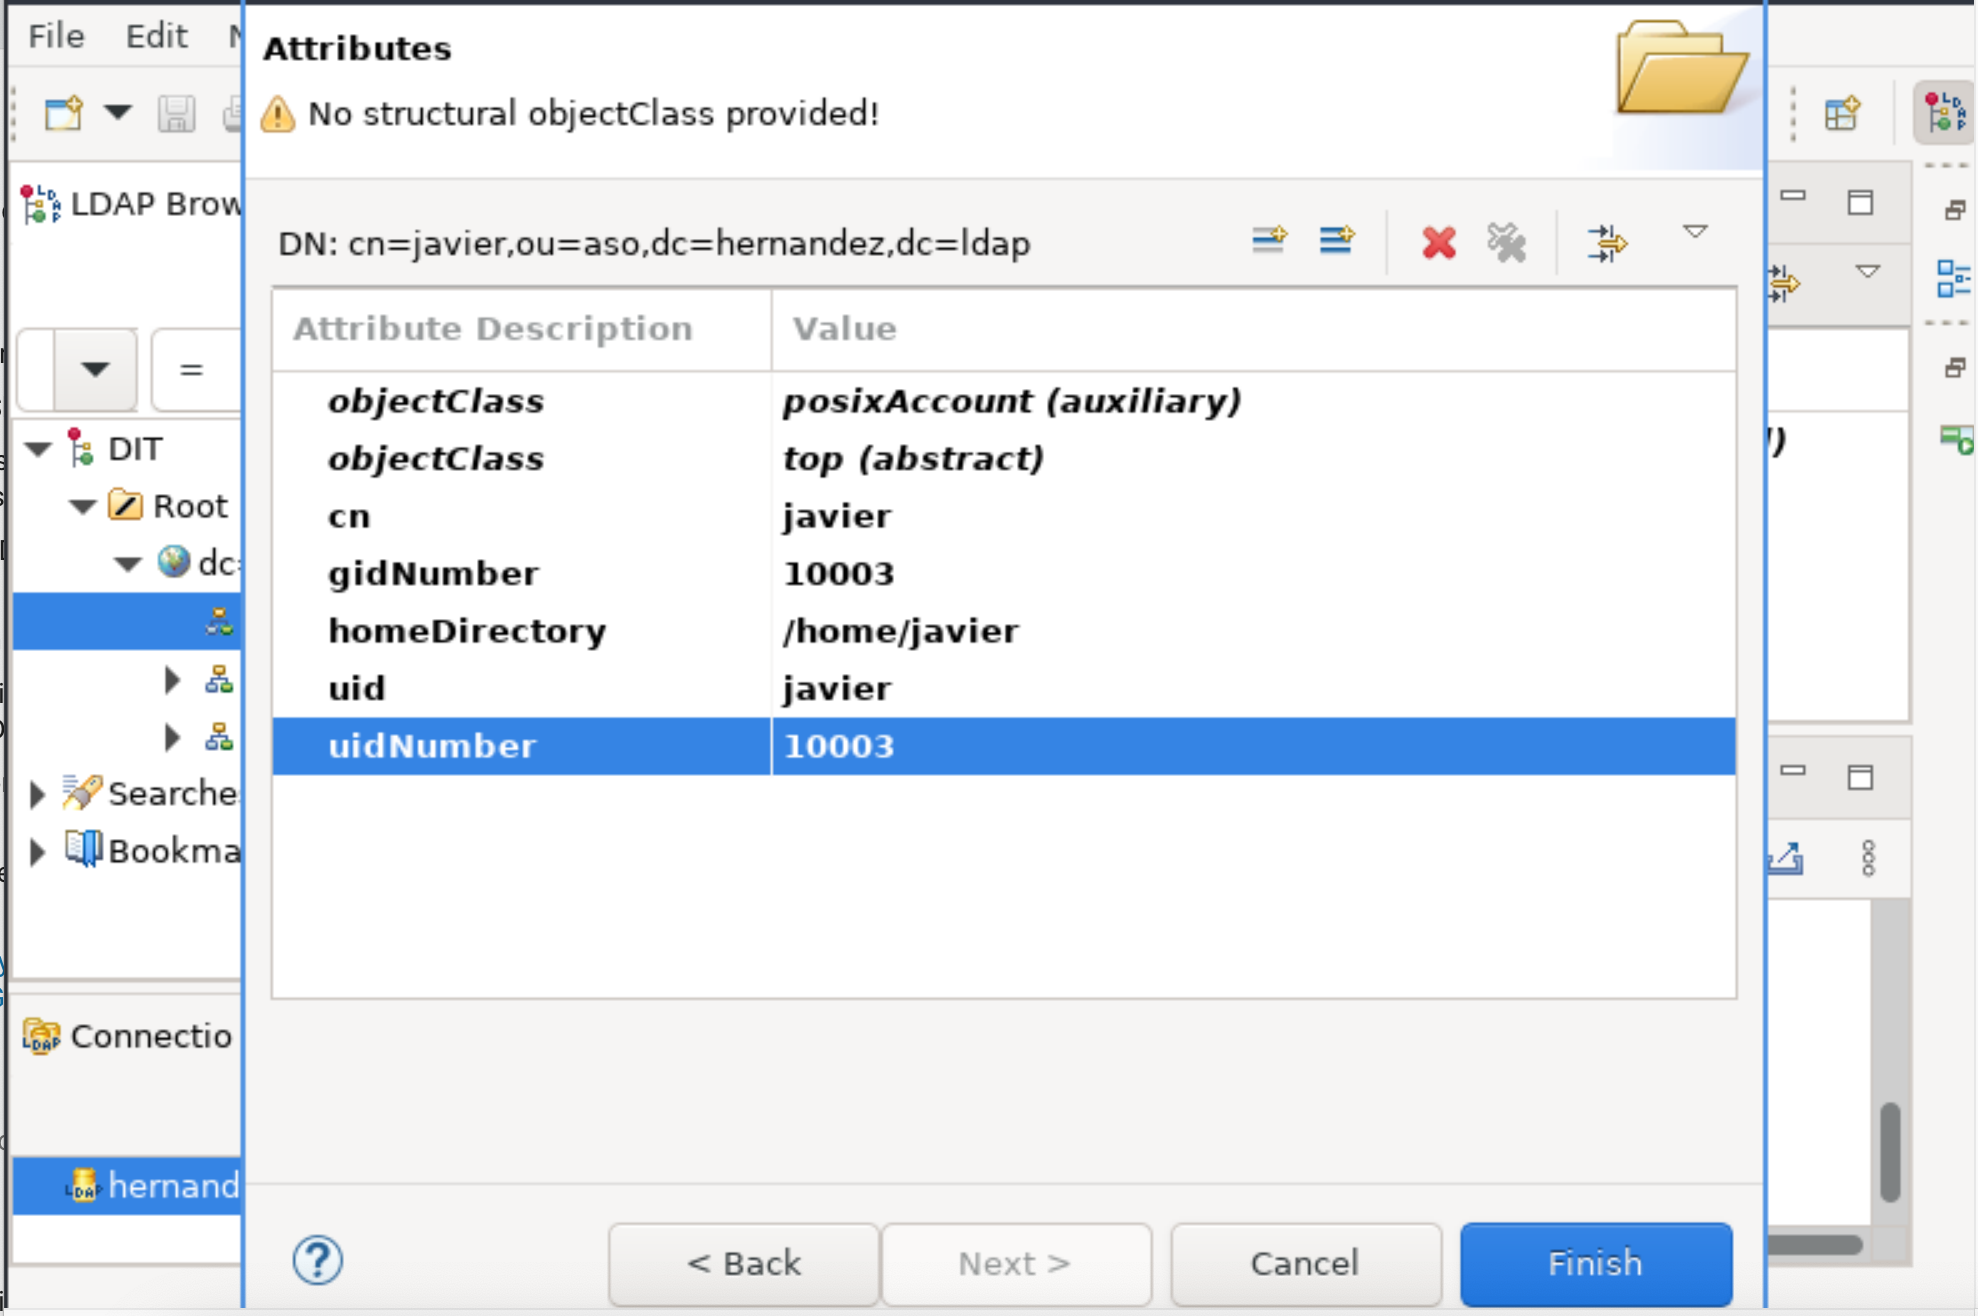 File Edit
Attributes
No structural objectClass provided!
LDAP Brow
DN: cn=javier,ou=aso,dc=hernandez,dc=ldap
Attribute Description Value
=
objectClass posixAccount (auxiliary)
objectClass top (abstract)
cn javier
gidNumber 10003
homeDirectory /home/javier
uid javier
uidNumber 10003
DIT
Root
dc=
Searche
Bookma
Connectio
hernand
< Back Next > Cancel Finish